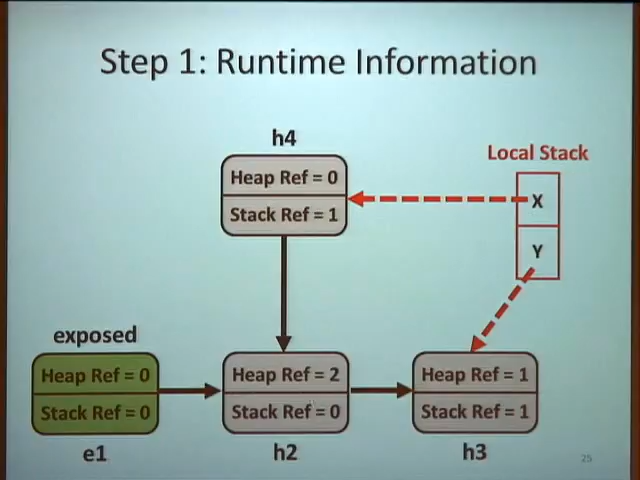 Step 1: Runtime Information
h4
Local Stack
Heap Ref = 0
Stack Ref = 1
X
Y
exposed
Heap Ref = 0
Stack Ref = 0
Heap Ref = 2
Stack Ref = 0
Heap Ref = 1
Stack Ref = 1
e1
h2
h3
25